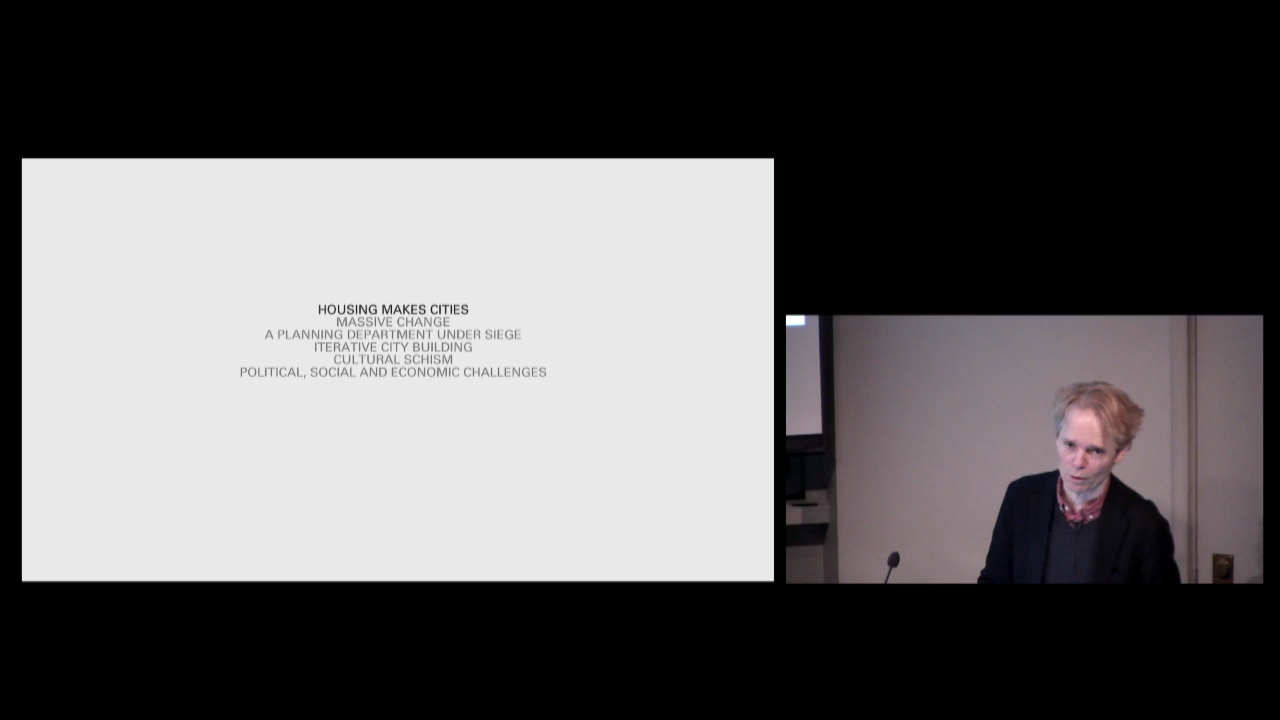 HOUSING MAKES CITIES
MASSIVE CHANGE
A PLANNING DEPARTMENT UNDER SIEGE
ITERATIVE CITY BUILDING
CULTURAL SCHISM
POLITICAL, SOCIAL AND ECONOMIC CHALLENGES